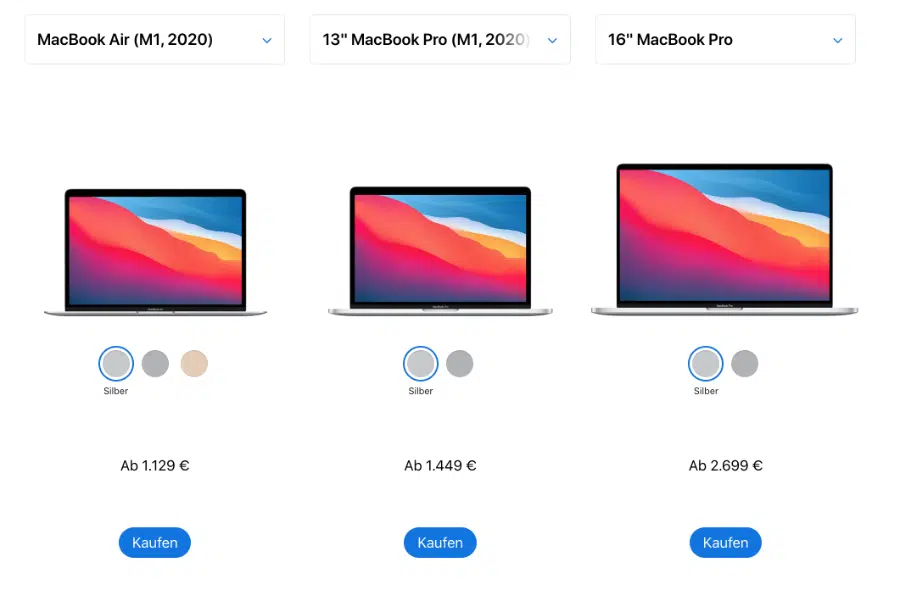 MacBook Air (M1, 2020)
13" MacBook Pro (M1, 2020)
16" MacBook Pro
Silber
Silber
Silber
Ab 1.129 €
Ab 1.449 €
Ab 2.699 €
Kaufen
Kaufen
Kaufen